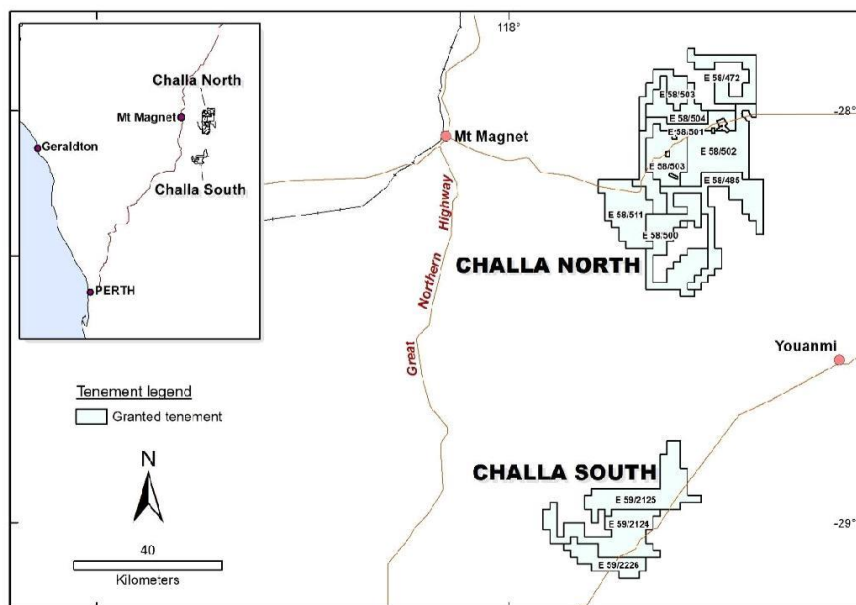 118°
Challa North
Mt Magnet
Geraldton
Challa South
PERTH
E 58/472
E 58/503
-28°
E 58/504
E 58/501
Mt Magnet
E 58/502
E 58/503
E 58/485
E 58/511
E 58/500
Great Northern Highway
CHALLA NORTH
Youanmi
Tenement legend
Granted tenement
N
CHALLA SOUTH
E 59/2125
E 59/2124
-29°
E 59/2226
40
Kilometers